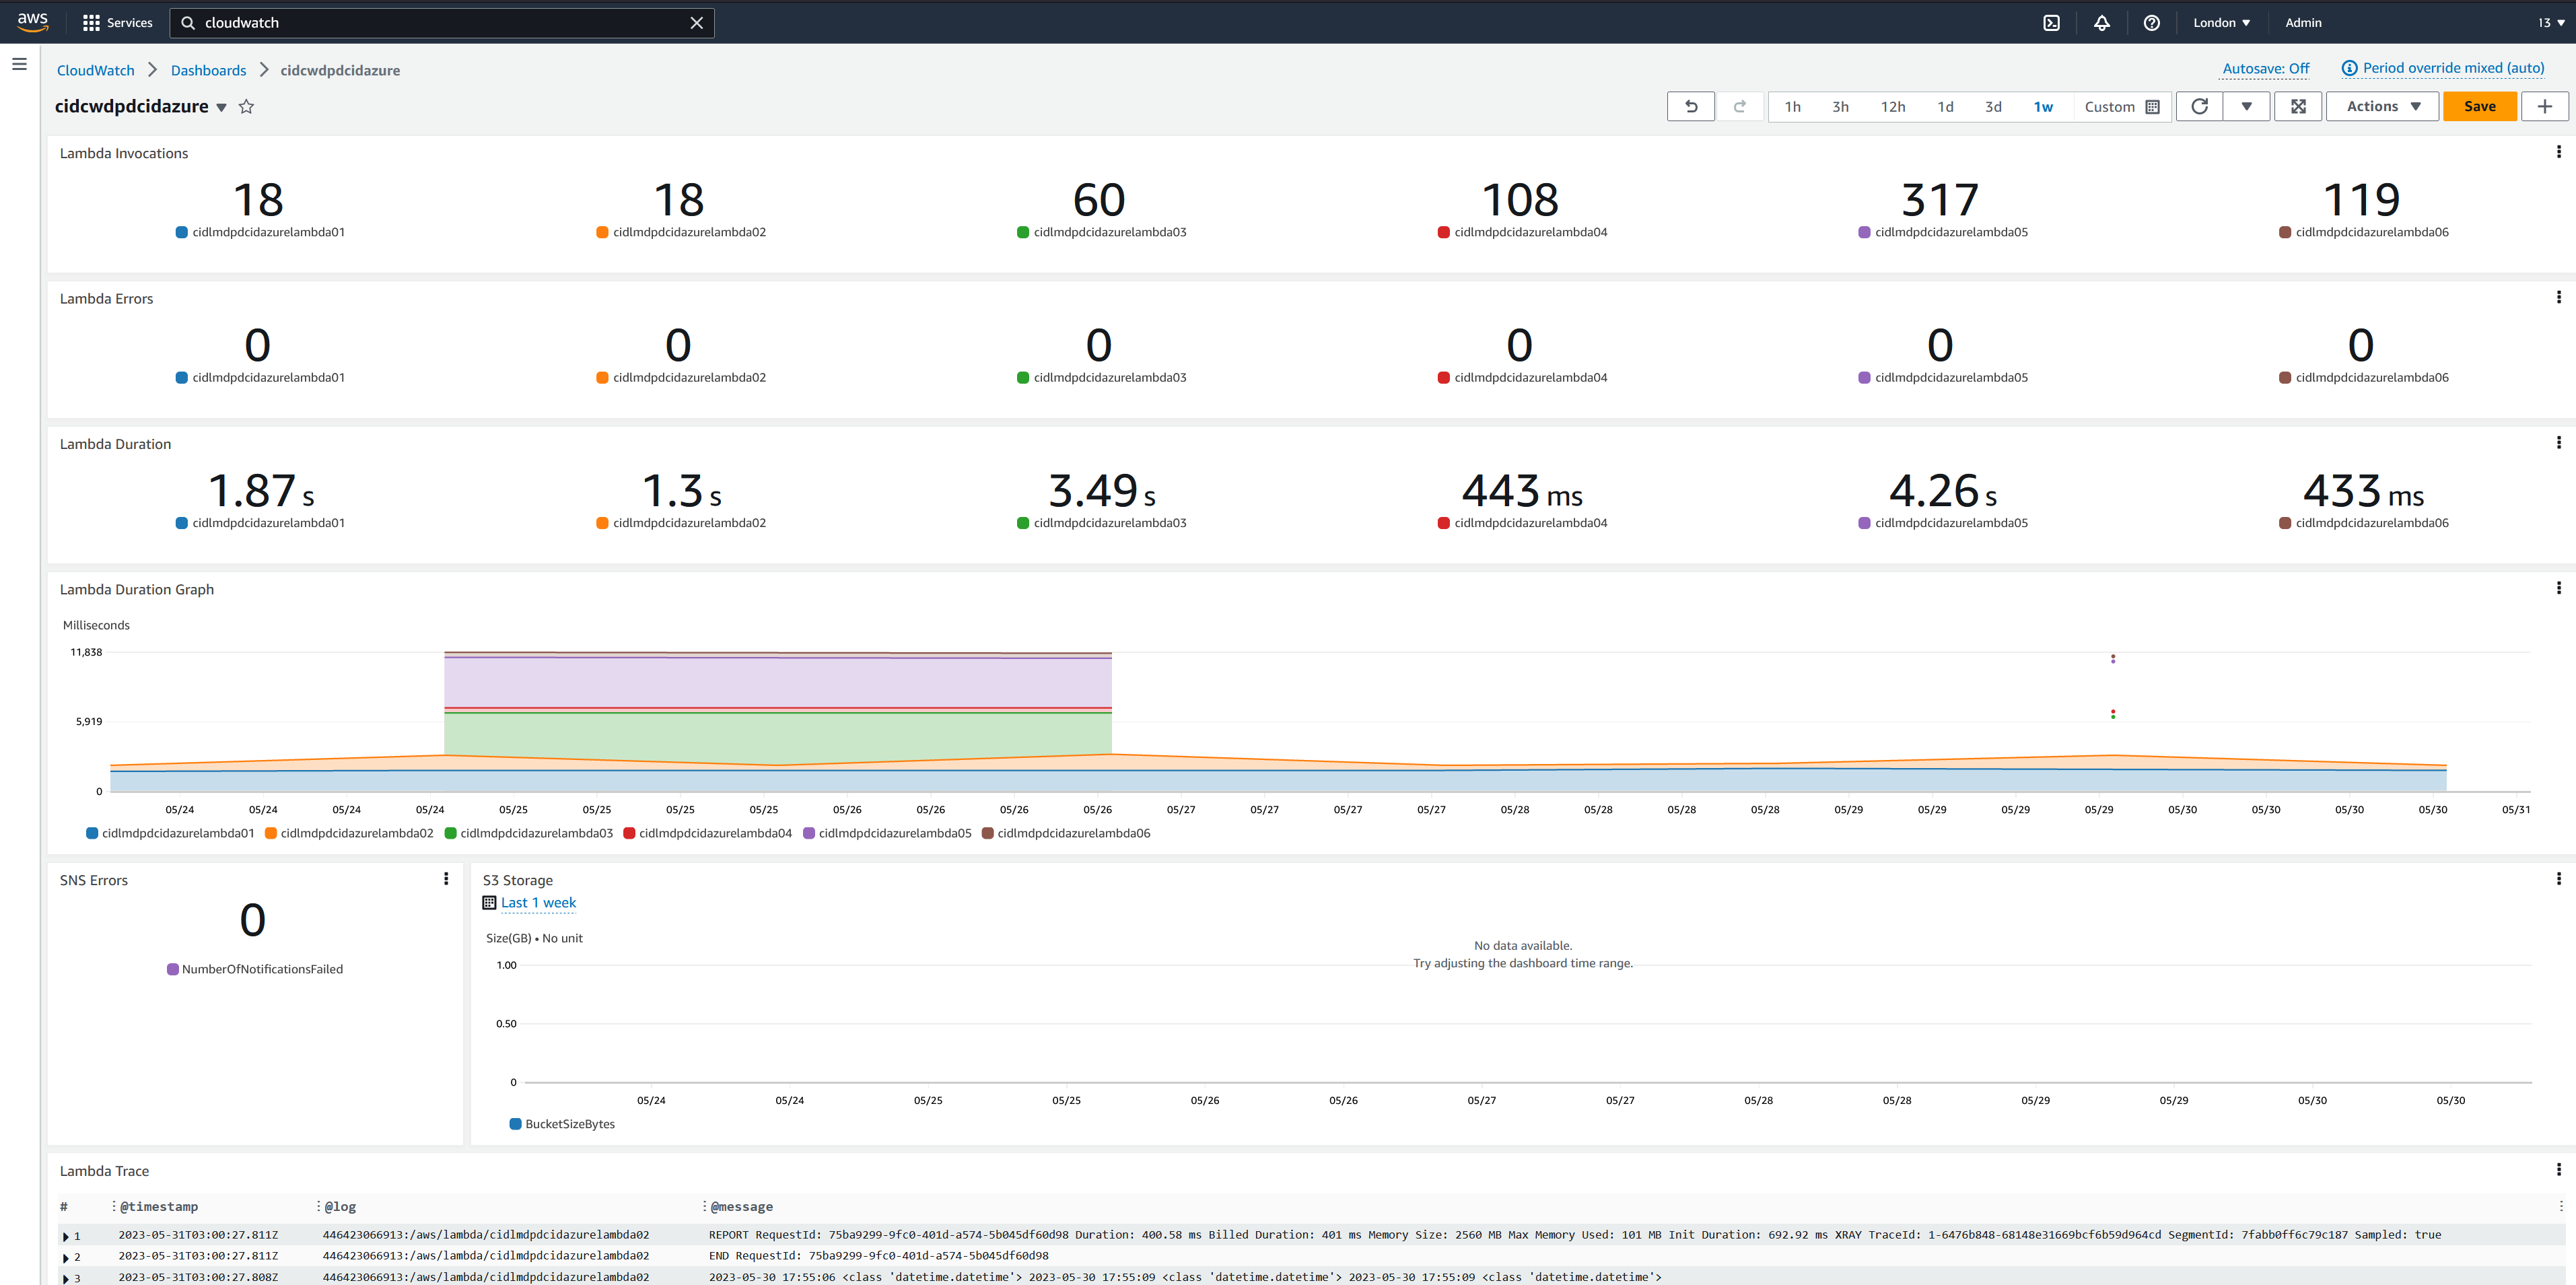 aws Services cloudwatch London Admin 13
CloudWatch Dashboards cidcwdpdcidazure Autosave: Off Period override mixed (auto)
cidcwdpdcidazure 1h 3h 12h 1d 3d 1w Custom Actions Save
Lambda Invocations
18 18 60 108 317 119
cidlmdpdcidazurelambda01 cidlmdpdcidazurelambda02 cidlmdpdcidazurelambda03 cidlmdpdcidazurelambda04 cidlmdpdcidazurelambda05 cidlmdpdcidazurelambda06
Lambda Errors
0 0 0 0 0 0
cidlmdpdcidazurelambda01 cidlmdpdcidazurelambda02 cidlmdpdcidazurelambda03 cidlmdpdcidazurelambda04 cidlmdpdcidazurelambda05 cidlmdpdcidazurelambda06
Lambda Duration
1.87 s 1.3 s 3.49 s 443 ms 4.26 s 433 ms
cidlmdpdcidazurelambda01 cidlmdpdcidazurelambda02 cidlmdpdcidazurelambda03 cidlmdpdcidazurelambda04 cidlmdpdcidazurelambda05 cidlmdpdcidazurelambda06
Lambda Duration Graph
Milliseconds
11,838
5,919
0
05/24 05/24 05/24 05/24 05/25 05/25 05/25 05/25 05/26 05/26 05/26 05/26 05/27 05/27 05/27 05/27 05/28 05/28 05/28 05/28 05/29 05/29 05/29 05/29 05/30 05/30 05/30 05/30 05/31
cidlmdpdcidazurelambda01 cidlmdpdcidazurelambda02 cidlmdpdcidazurelambda03 cidlmdpdcidazurelambda04 cidlmdpdcidazurelambda05 cidlmdpdcidazurelambda06
SNS Errors
0
NumberOfNotificationsFailed
S3 Storage
Last 1 week
Size(GB) • No unit
No data available.
Try adjusting the dashboard time range.
1.00
0.50
0
05/24 05/24 05/25 05/25 05/26 05/26 05/27 05/27 05/28 05/28 05/29 05/29 05/30 05/30
BucketSizeBytes
Lambda Trace
# @timestamp @log @message
1 2023-05-31T03:00:27.811Z 446423066913:/aws/lambda/cidlmdpdcidazurelambda02 REPORT RequestId: 75ba9299-9fc0-401d-a574-5b045df60d98 Duration: 400.58 ms Billed Duration: 401 ms Memory Size: 2560 MB Max Memory Used: 101 MB Init Duration: 692.92 ms XRAY TraceId: 1-6476b848-68148e31669bcf6b59d964cd SegmentId: 7fabb0ff6c79c187 Sampled: true
2 2023-05-31T03:00:27.811Z 446423066913:/aws/lambda/cidlmdpdcidazurelambda02 END RequestId: 75ba9299-9fc0-401d-a574-5b045df60d98
3 2023-05-31T03:00:27.808Z 446423066913:/aws/lambda/cidlmdpdcidazurelambda02 2023-05-30 17:55:06 <class 'datetime.datetime'> 2023-05-30 17:55:09 <class 'datetime.datetime'> 2023-05-30 17:55:09 <class 'datetime.datetime'>